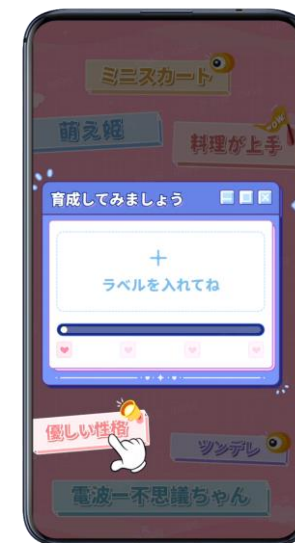 ミニスカート
萌え姫
料理が上手
育成してみましょう
ラベルを入れてね
優しい性格
ツンデレ
電波一不思議ちゃん